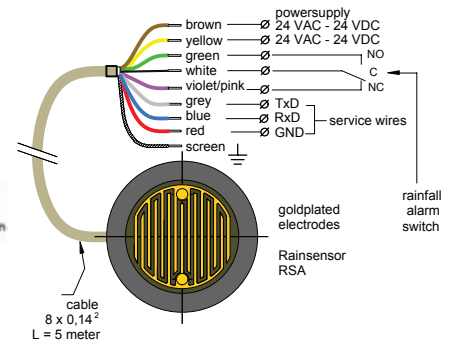 powersupply
brown 24 VAC - 24 VDC
yellow 24 VAC - 24 VDC
green NO
white C
violet/pink NC
grey TxD
blue RxD
service wires
red GND
screen
rainfall
alarm
switch
goldplated
electrodes
Rainsensor
RSA
cable
8 x 0,14²
L = 5 meter